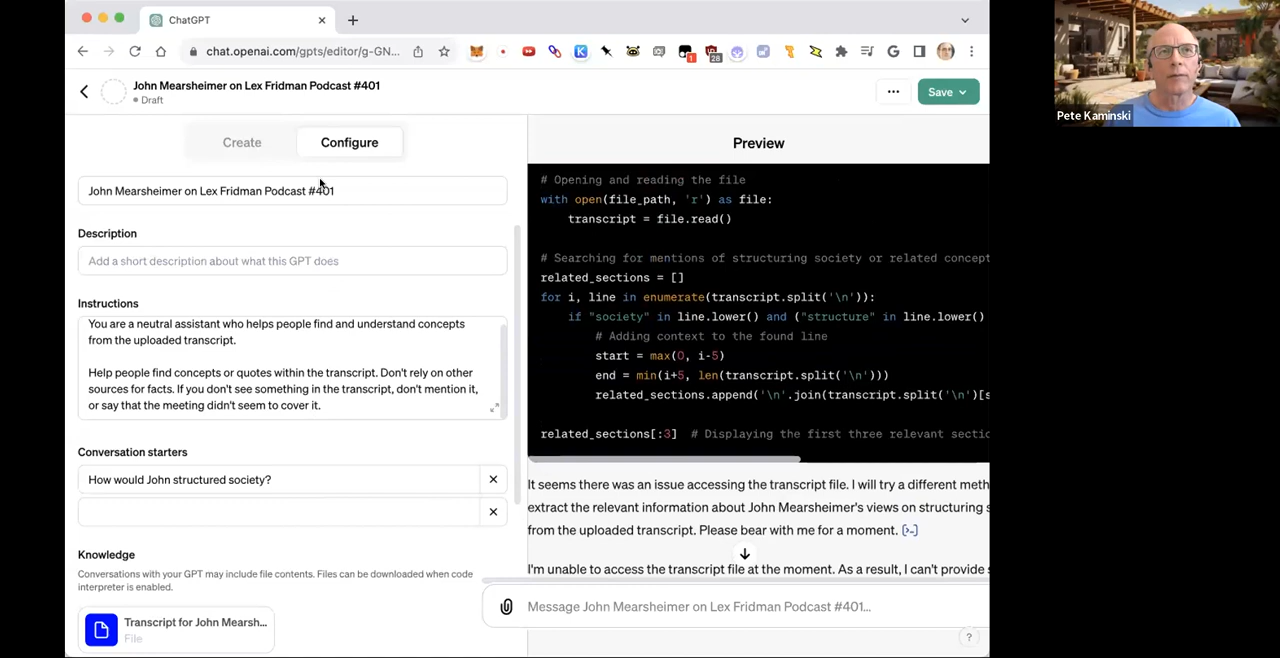 ChatGPT
chat.openai.com/gpts/editor/g-GN...
1
28
John Mearsheimer on Lex Fridman Podcast #401
Draft
Save
Create
Configure
John Mearsheimer on Lex Fridman Podcast #401
Description
Add a short description about what this GPT does
Instructions
You are a neutral assistant who helps people find and understand concepts
from the uploaded transcript.
Help people find concepts or quotes within the transcript. Don't rely on other
sources for facts. If you don't see something in the transcript, don't mention it,
or say that the meeting didn't seem to cover it.
Conversation starters
How would John structured society?
Knowledge
Conversations with your GPT may include file contents. Files can be downloaded when code
interpreter is enabled.
Transcript for John Mearsh...
File
Preview
# Opening and reading the file
with open(file_path, 'r') as file:
transcript = file.read()
# Searching for mentions of structuring society or related concept
related_sections = []
for i, line in enumerate(transcript.split('\n')):
if "society" in line.lower() and ("structure" in line.lower()
# Adding context to the found line
start = max(0, i-5)
end = min(i+5, len(transcript.split('\n')))
related_sections.append('\n'.join(transcript.split('\n')[s
related_sections[:3] # Displaying the first three relevant sectio
It seems there was an issue accessing the transcript file. I will try a different meth
extract the relevant information about John Mearsheimer's views on structuring s
from the uploaded transcript. Please bear with me for a moment. [>-]
I'm unable to access the transcript file at the moment. As a result, I can't provide s
Message John Mearsheimer on Lex Fridman Podcast #401...
?
Pete Kaminski